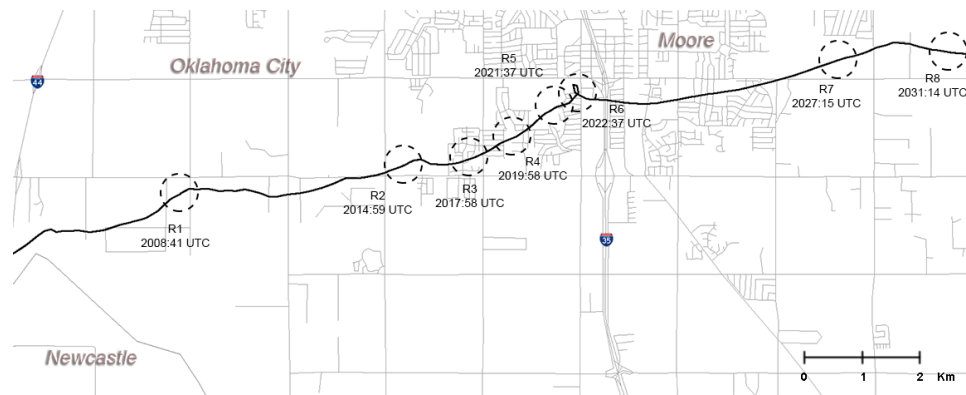 Moore
R5
2021:37 UTC
44
Oklahoma City
R7
2027:15 UTC
R8
2031:14 UTC
R6
2022:37 UTC
R4
2019:58 UTC
R3
2017:58 UTC
R2
2014:59 UTC
R1
2008:41 UTC
35
Newcastle
0 1 2 Km